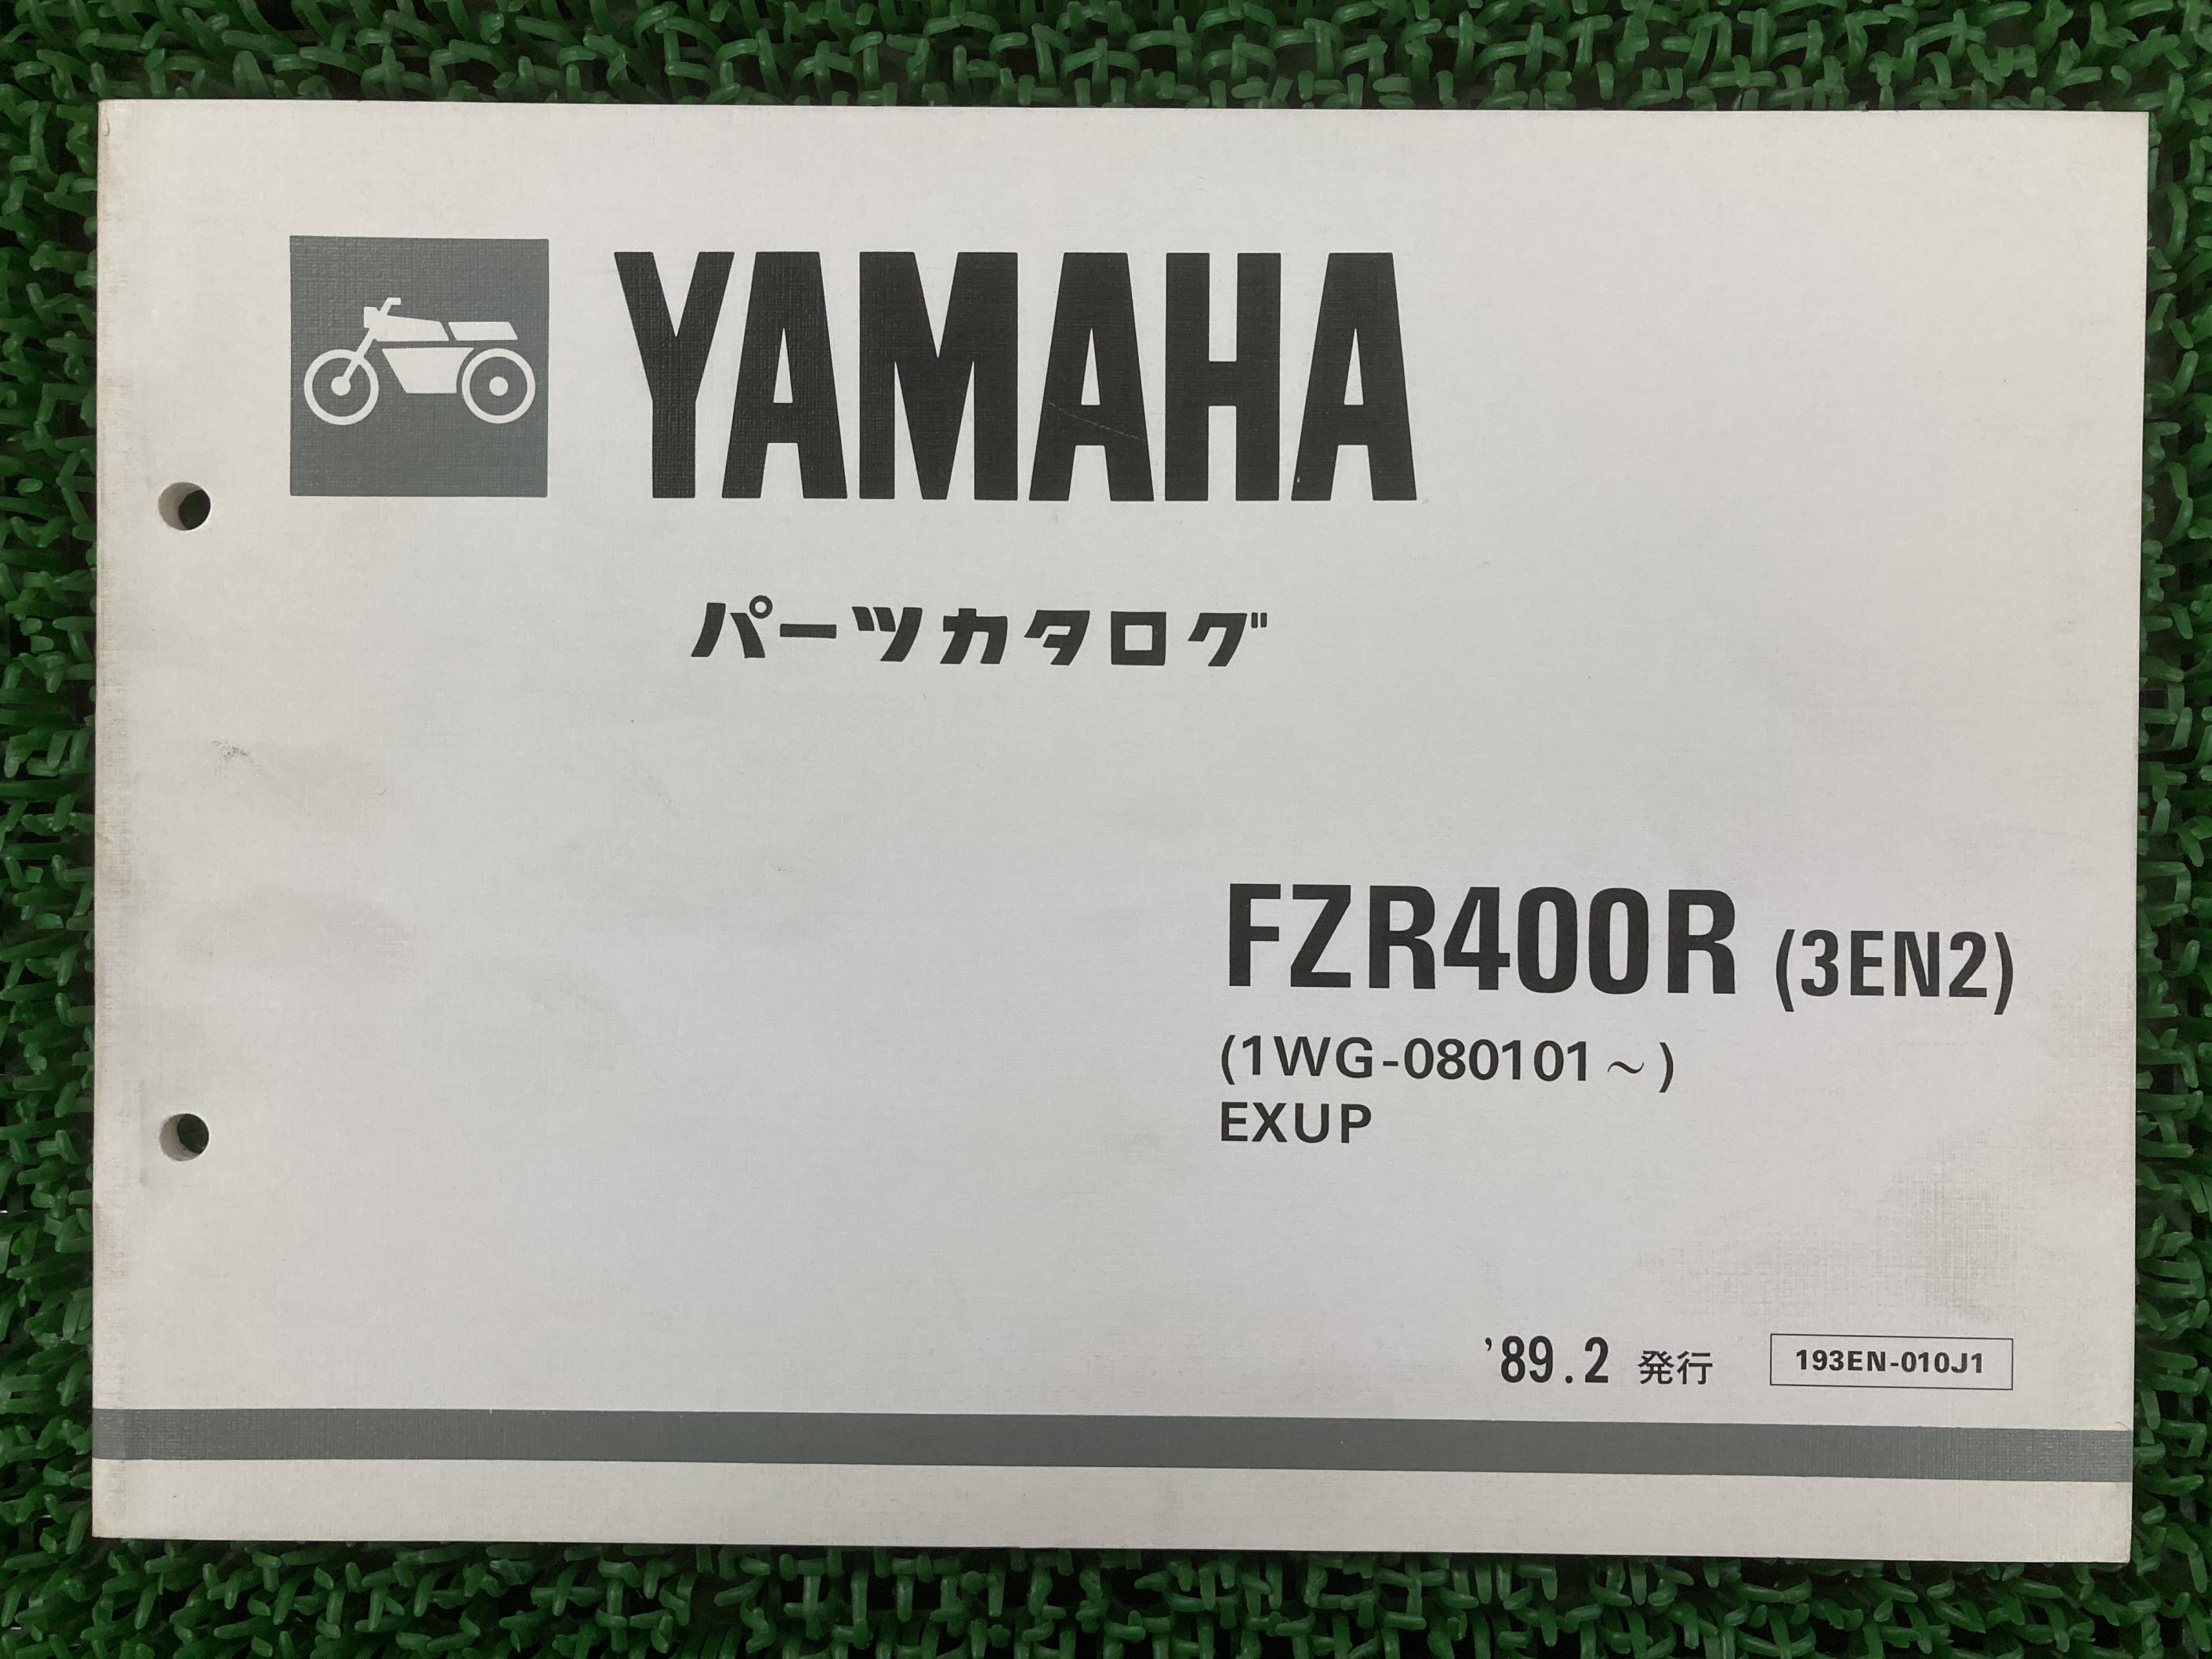 YAMAHA
パーツカタログ
FZR400R (3EN2)
(1WG-080101~)
EXUP
'89.2 発行
193EN-010J1